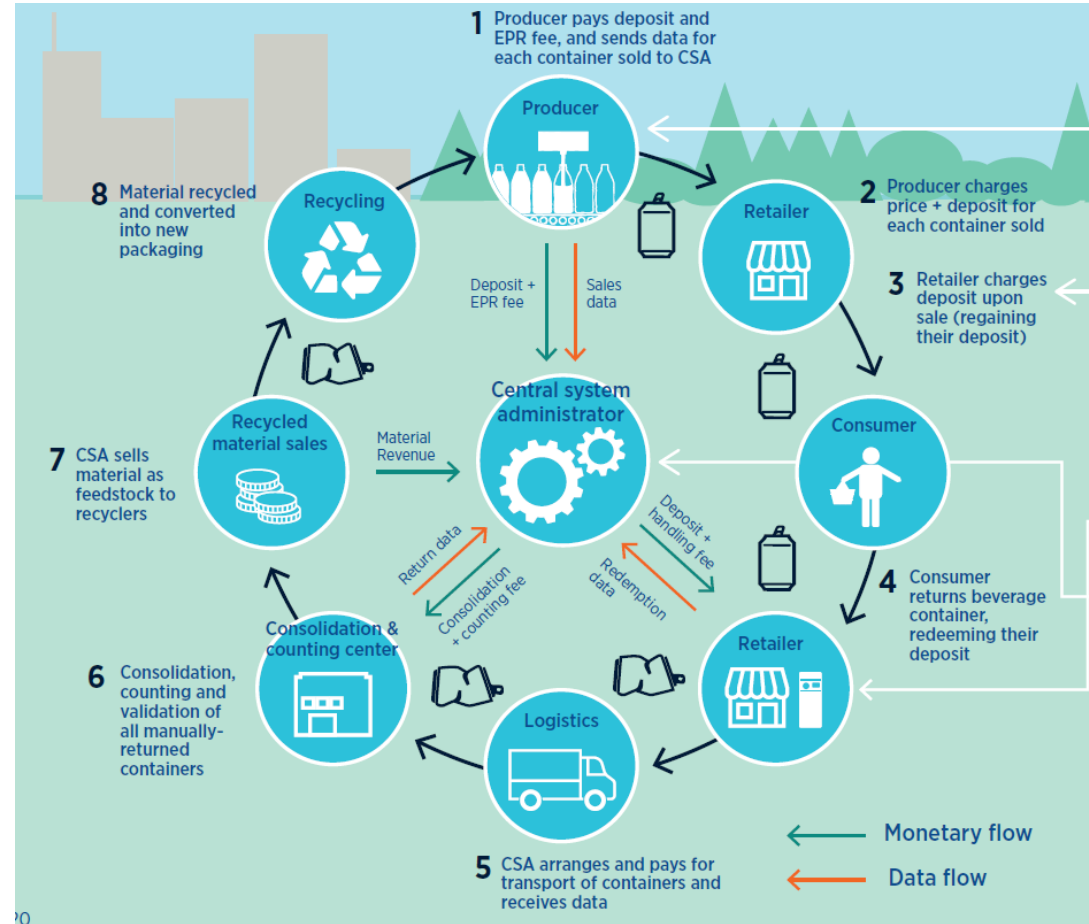 1 Producer pays deposit and
EPR fee, and sends data for
each container sold to CSA
Producer
8 Material recycled
and converted
into new
packaging
Recycling
Retailer
2 Producer charges
price + deposit for
each container sold
3 Retailer charges
deposit upon
sale (regaining
their deposit)
Deposit +
EPR fee
Sales
data
Central system
administrator
Recycled
material sales
Material
Revenue
Consumer
7 CSA sells
material as
feedstock to
recyclers
Return data
Consolidation
+ counting fee
Deposit +
handling fee
Redemption
data
4 Consumer
returns beverage
container,
redeeming their
deposit
Consolidation &
counting center
Retailer
6 Consolidation,
counting and
validation of
all manually-
returned
containers
Logistics
5 CSA arranges and pays for
transport of containers and
receives data
Monetary flow
Data flow
20